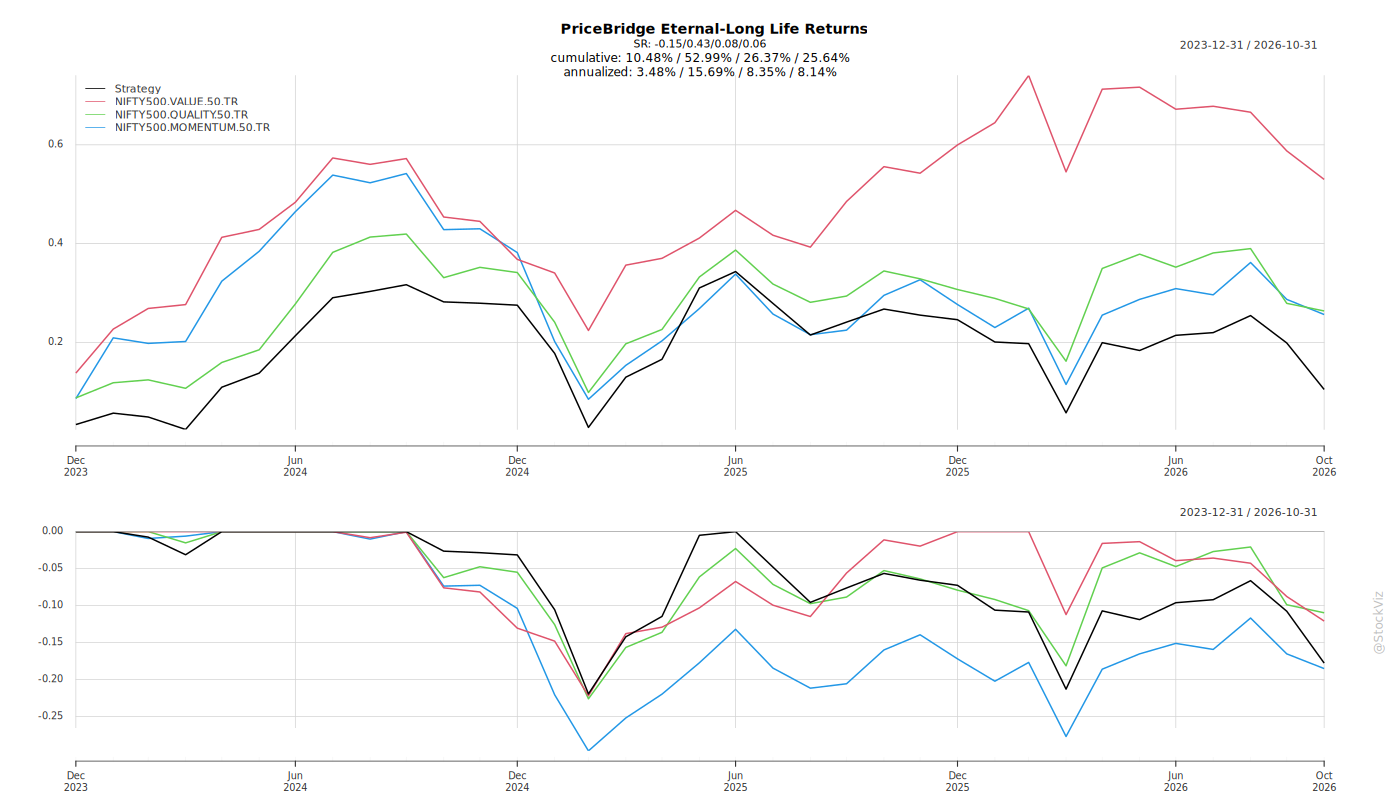 PriceBridge Eternal-Long Life Returns
SR: -0.15/0.43/0.08/0.06
cumulative: 10.48% / 52.99% / 26.37% / 25.64%
annualized: 3.48% / 15.69% / 8.35% / 8.14%
2023-12-31 / 2026-10-31
Strategy
NIFTY500.VALUE.50.TR
NIFTY500.QUALITY.50.TR
NIFTY500.MOMENTUM.50.TR
0.6
0.4
0.2
Dec Jun Dec Jun Dec Jun Oct
2023 2024 2024 2025 2025 2026 2026
2023-12-31 / 2026-10-31
0.00
-0.05
-0.10
-0.15
-0.20
-0.25
Dec Jun Dec Jun Dec Jun Oct
2023 2024 2024 2025 2025 2026 2026
@StockViz